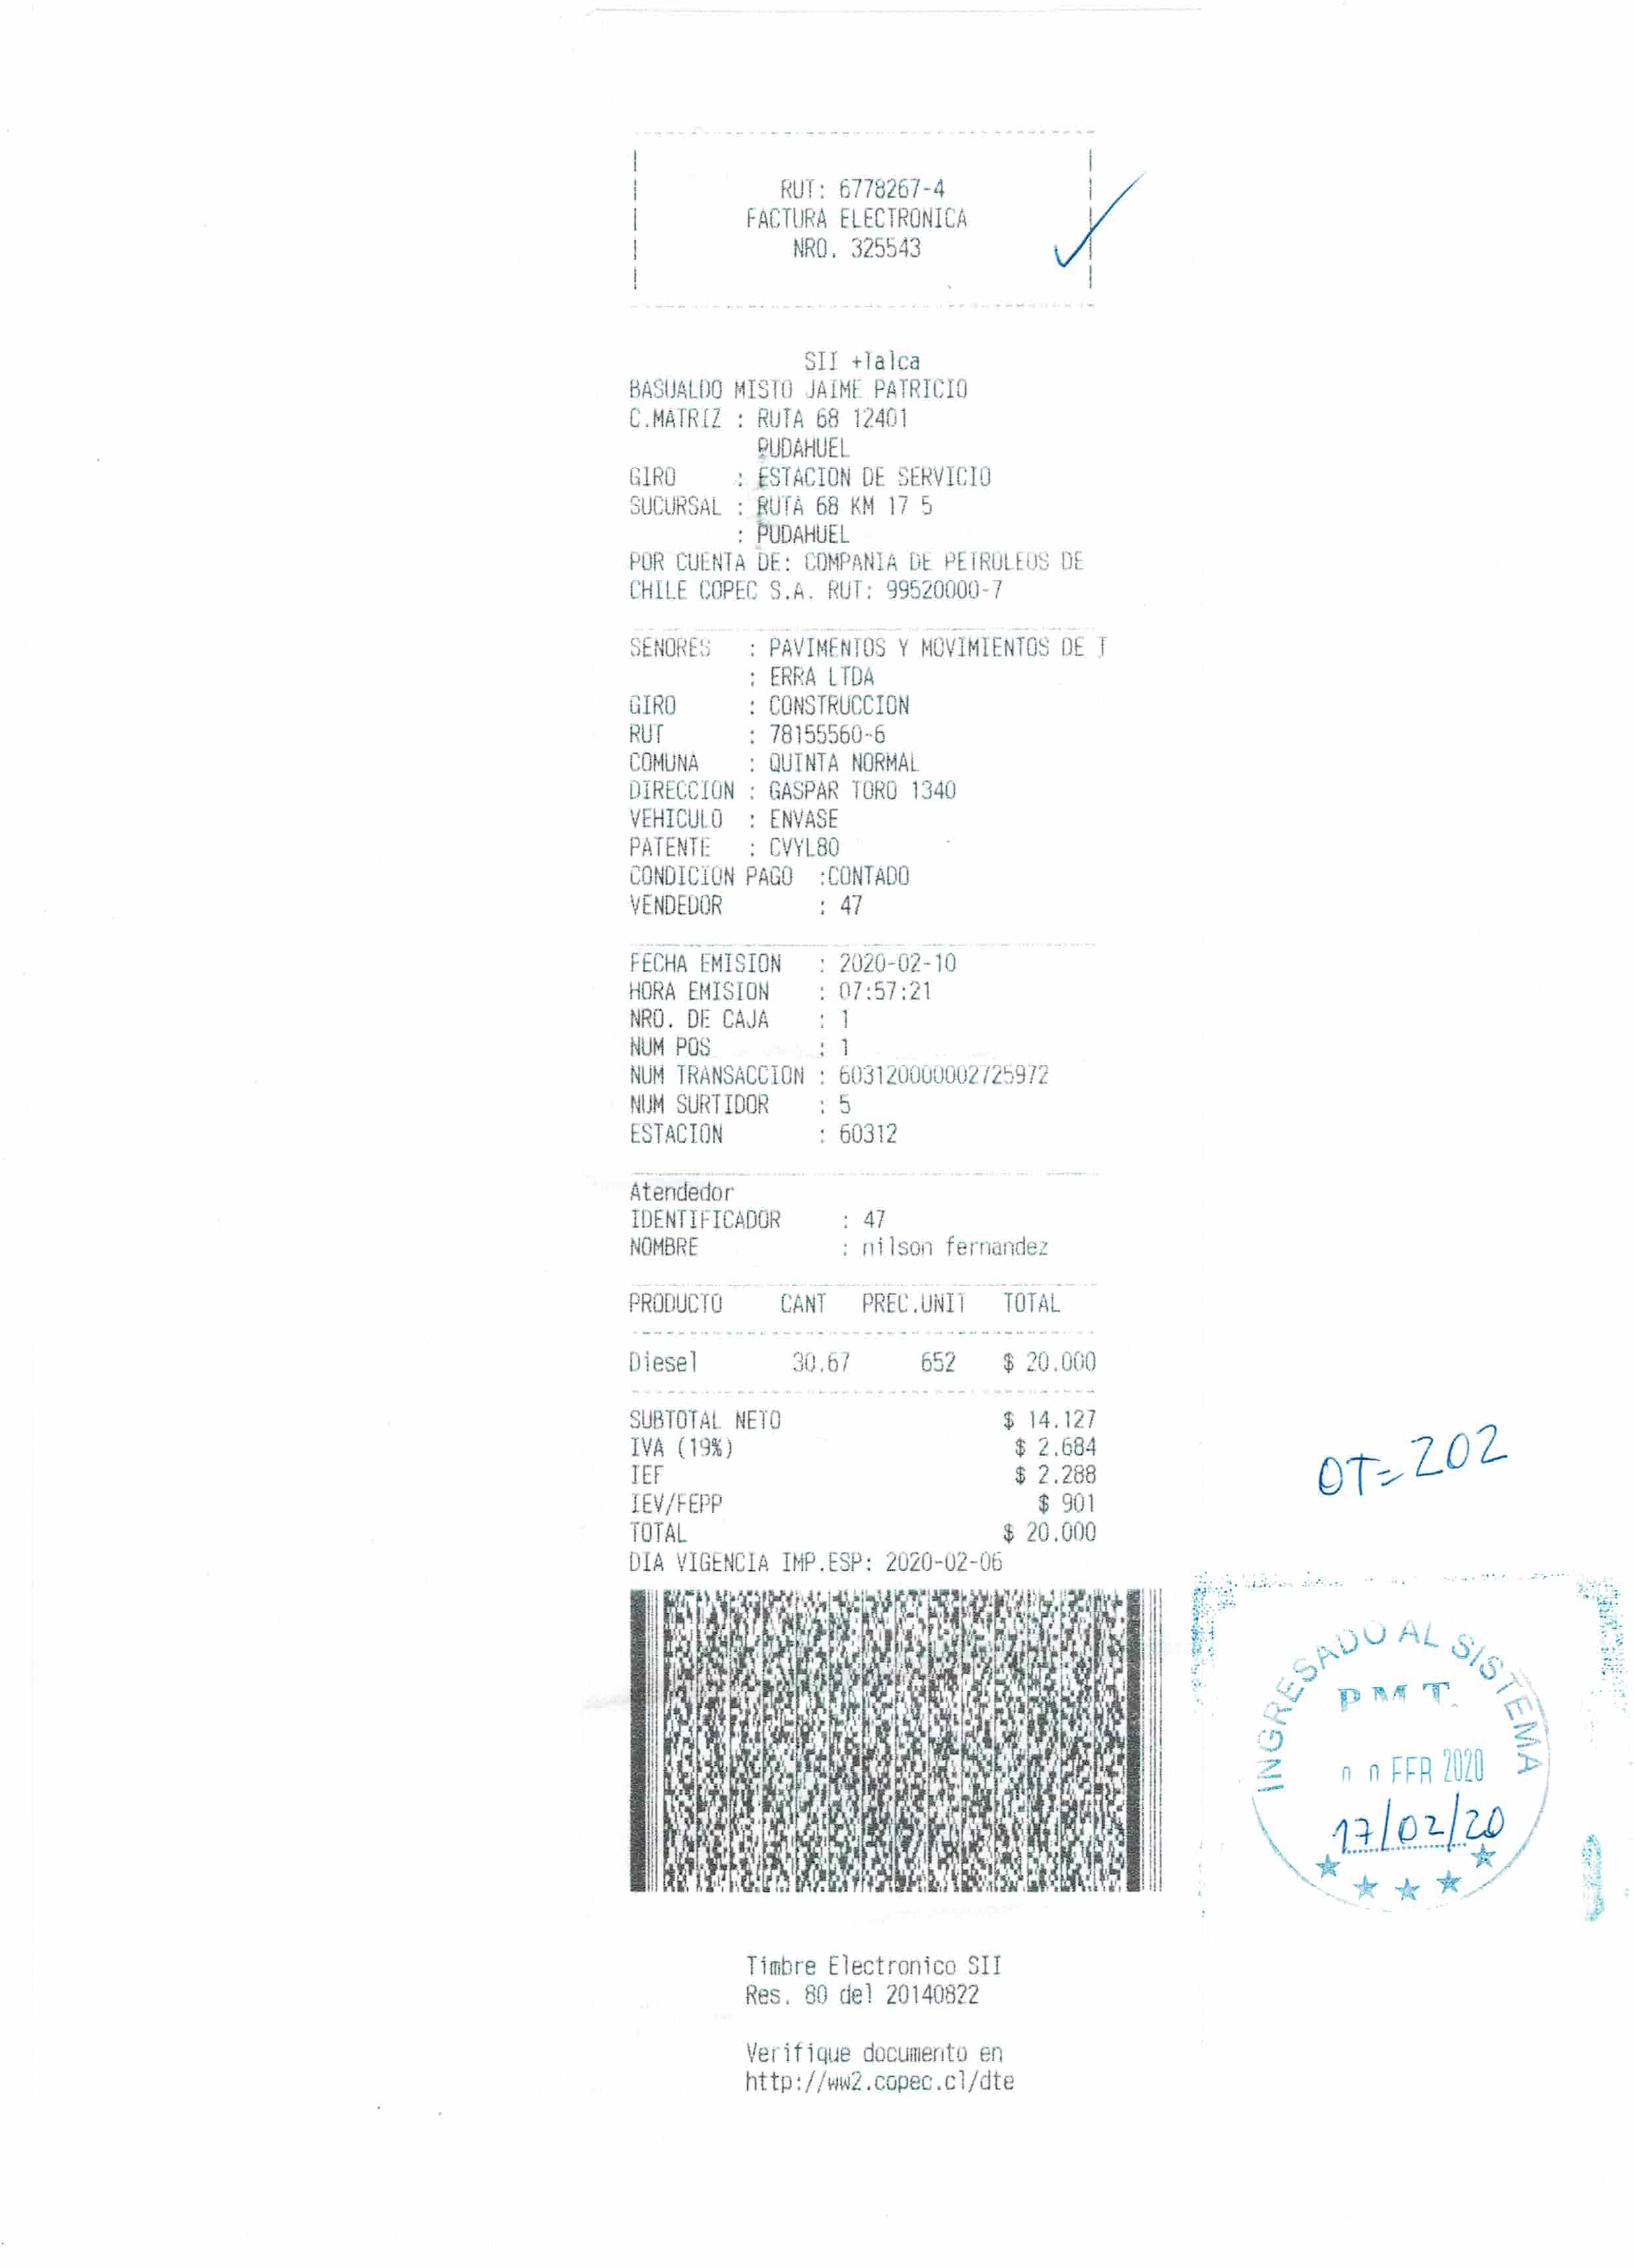 RUT: 6778267-4
FACTURA ELECTRONICA
NRO. 325543
SII +Talca
BASUALDO MISTO JAIME PATRICIO
C.MATRIZ : RUTA 68 12401
PUDAHUEL
GIRO : ESTACION DE SERVICIO
SUCURSAL : RUTA 68 KM 17 5
: PUDAHUEL
POR CUENTA DE: COMPANIA DE PETROLEOS DE
CHILE COPEC S.A. RUT: 99520000-7
SENORES : PAVIMENTOS Y MOVIMIENTOS DE T
: ERRA LTDA
GIRO : CONSTRUCCION
RUT : 78155560-6
COMUNA : QUINTA NORMAL
DIRECCION : GASPAR TORO 1340
VEHICULO : ENVASE
PATENTE : CVYL80
CONDICION PAGO :CONTADO
VENDEDOR : 47
FECHA EMISION : 2020-02-10
HORA EMISION : 07:57:21
NRO. DE CAJA : 1
NUM POS : 1
NUM TRANSACCION : 603120000002725972
NUM SURTIDOR : 5
ESTACION : 60312
Atendedor
IDENTIFICADOR : 47
NOMBRE : nilson fernandez
PRODUCTO CANT PREC.UNIT TOTAL
Diesel 30.67 652 $ 20.000
SUBTOTAL NETO $ 14.127
IVA (19%) $ 2.684
IEF $ 2.288
IEV/FEPP $ 901
TOTAL $ 20.000
DIA VIGENCIA IMP.ESP: 2020-02-06
OT=202
INGRESADO AL SISTEMA
PMT.
FEB 2020
17/02/20
Timbre Electronico SII
Res. 80 del 20140822
Verifique documento en
http://ww2.copec.cl/dte